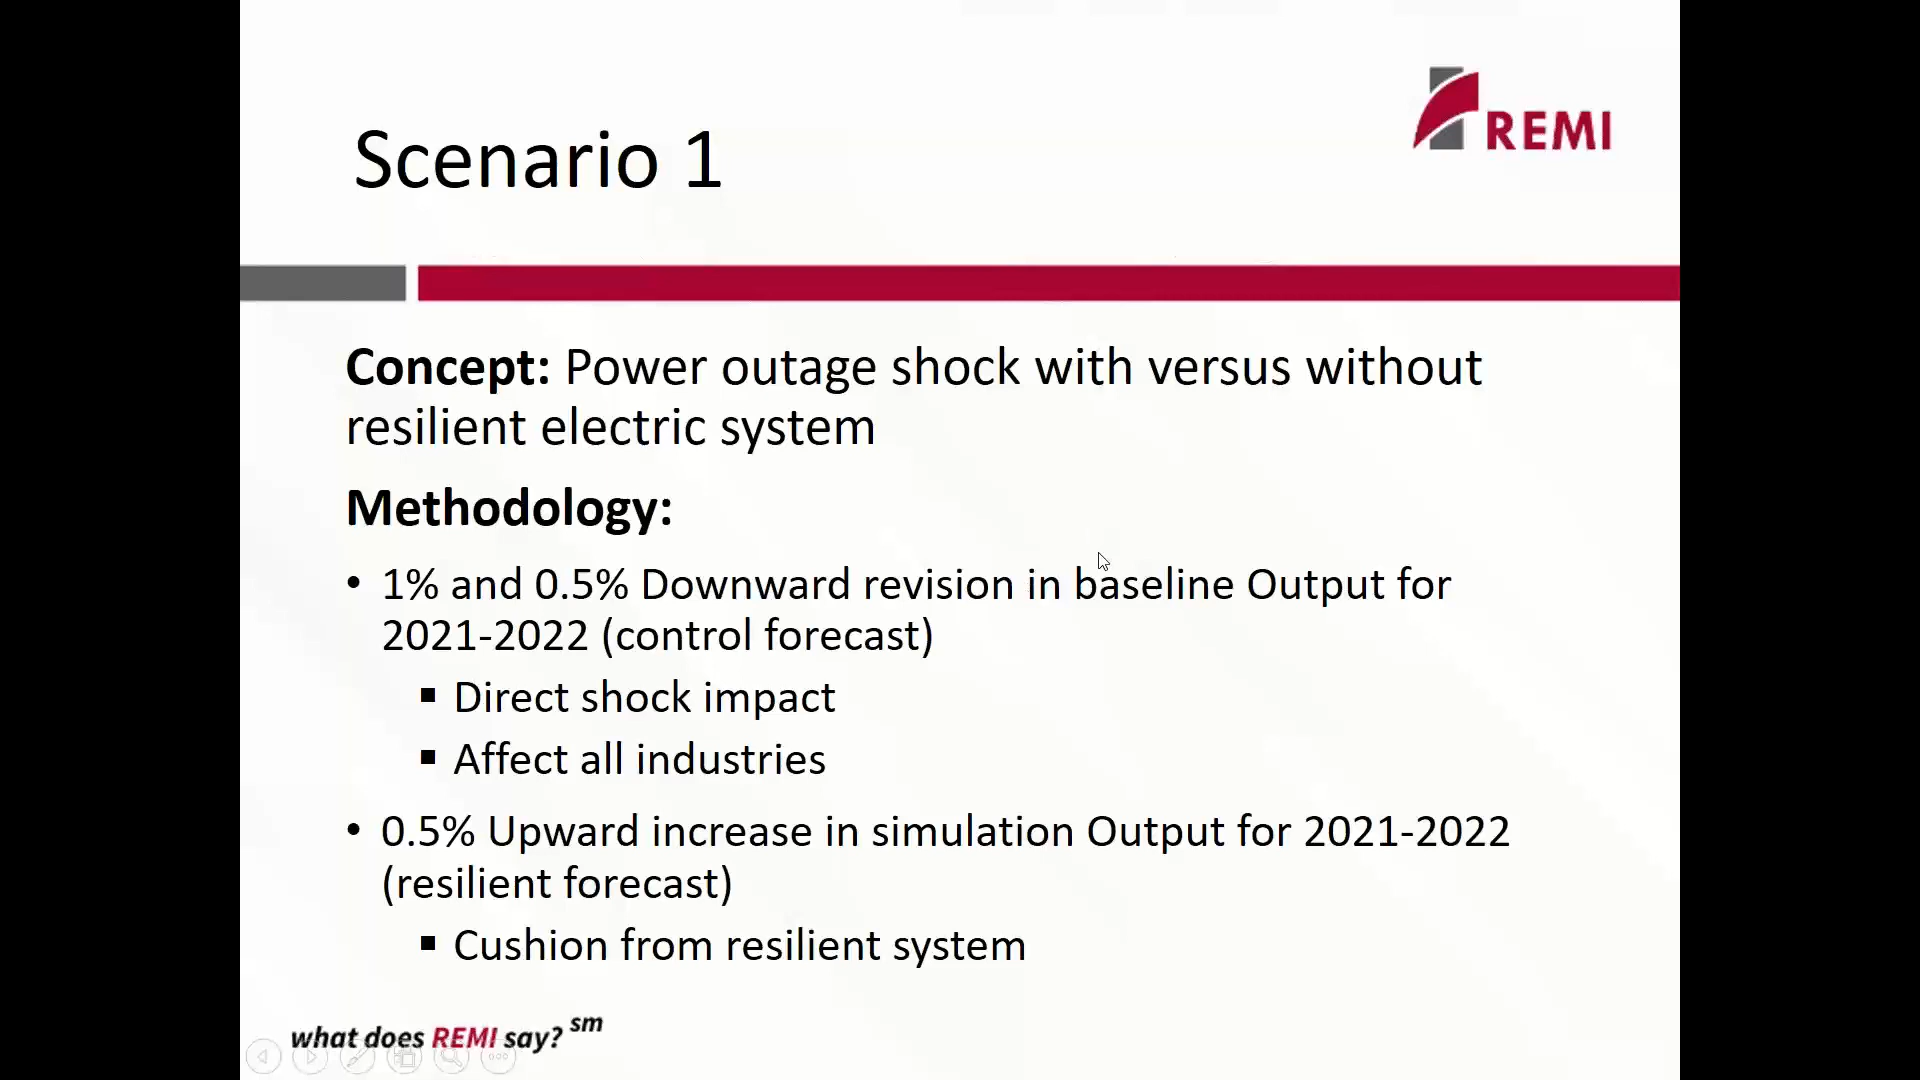 REMI
Scenario 1
Concept: Power outage shock with versus without
resilient electric system
Methodology:
• 1% and 0.5% Downward revision in baseline Output for
2021-2022 (control forecast)
▪ Direct shock impact
▪ Affect all industries
• 0.5% Upward increase in simulation Output for 2021-2022
(resilient forecast)
▪ Cushion from resilient system
what does REMI say? sm